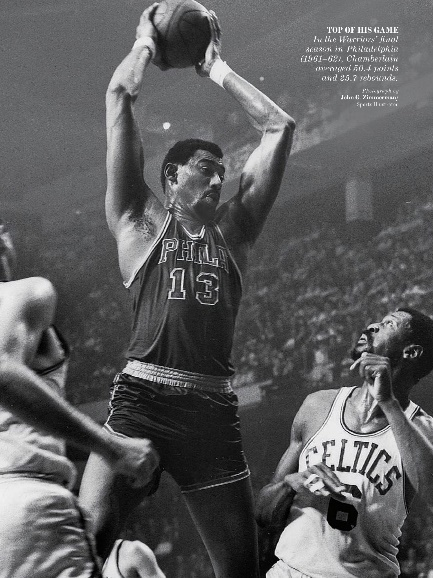 TOP OF HIS GAME
In the Warriors' final
season in Philadelphia
(1961–62), Chamberlain
averaged 50.4 points
and 25.7 rebounds.
Photograph by
John G. Zimmerman/
Sports Illustrated
PHILA
13
CELTICS
6